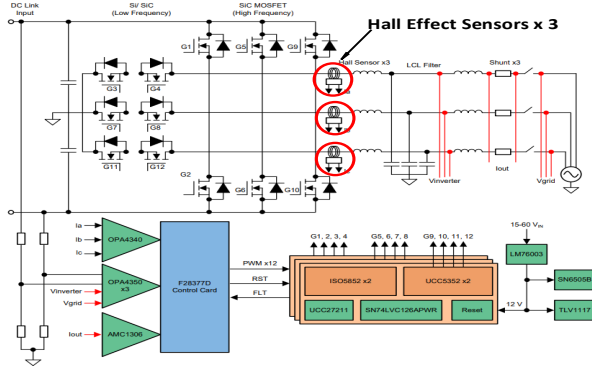 DC Link
Input
Si/ SiC
(Low Frequency)
SiC MOSFET
(High Frequency)
Hall Effect Sensors x 3
G1
G5
G9
Hall Sensor x3
LCL Filter
Shunt x3
G3
G4
G7
G8
G11
G12
G2
G6
G10
Vinverter
Iout
Vgrid
Ia
Ib
Ic
OPA4340
OPA4350
x3
Vinverter
Vgrid
Iout
AMC1306
F28377D
Control Card
PWM x12
RST
FLT
G1, 2, 3, 4
G5, 6, 7, 8
G9, 10, 11, 12
ISO5852 x2
UCC5352 x2
UCC27211
SN74LVC126APWR
Reset
15-60 VIN
LM76003
12 V
SN6505B
TLV1117